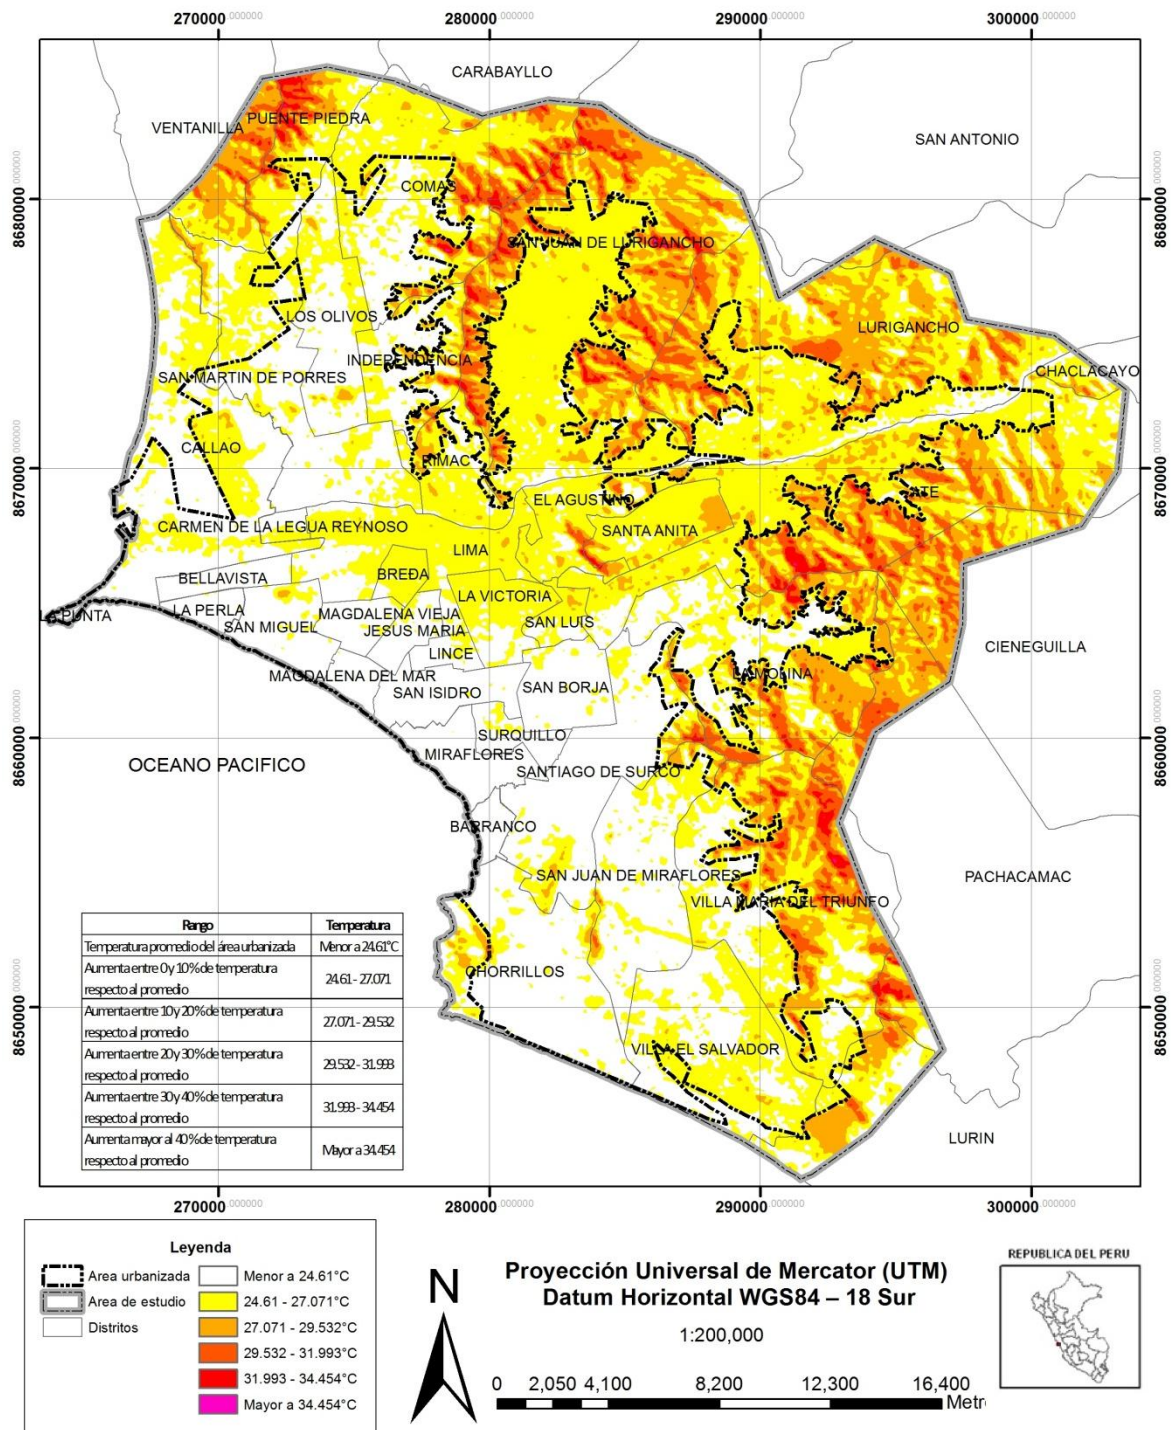 270000.000000 280000.000000 290000.000000 300000.000000
CARABAYLLO
PUENTE PIEDRA
VENTANILLA
SAN ANTONIO
8680000.000000
8680000.000000
COMAS
SAN JUAN DE LURIGANCHO
LOS OLIVOS
LURIGANCHO
INDEPENDENCIA
CHACLACAYO
SAN MARTIN DE PORRES
CALLAO
RIMAC
8670000.000000
8670000.000000
ATE
EL AGUSTINO
CARMEN DE LA LEGUA REYNOSO
SANTA ANITA
LIMA
BELLAVISTA
BREÐA
LA VICTORIA
LA PERLA
LA PUNTA
MAGDALENA VIEJA
SAN LUIS
SAN MIGUEL
JESUS MARIA
LINCE
CIENEGUILLA
MAGDALENA DEL MAR
LA MOLINA
SAN ISIDRO
SAN BORJA
SURQUILLO
8660000.000000
8660000.000000
MIRAFLORES
OCEANO PACIFICO
SANTIAGO DE SURCO
BARRANCO
SAN JUAN DE MIRAFLORES
PACHACAMAC
VILLA MARIA DEL TRIUNFO
CHORRILLOS
8650000.000000
8650000.000000
VILLA EL SALVADOR
LURIN
Rango Temperatura
Temperatura promedio del área urbanizada Menor a 24.61°C
Aumenta entre 0 y 10% de temperatura
respecto al promedio 24.61 - 27.071
Aumenta entre 10 y 20% de temperatura
respecto al promedio 27.071 - 29.532
Aumenta entre 20 y 30% de temperatura
respecto al promedio 29.532 - 31.993
Aumenta entre 30 y 40% de temperatura
respecto al promedio 31.993 - 34.454
Aumenta mayor al 40% de temperatura
respecto al promedio Mayor a 34.454
270000.000000 280000.000000 290000.000000 300000.000000
Leyenda
Area urbanizada
Area de estudio
Distritos
Menor a 24.61°C
24.61 - 27.071°C
27.071 - 29.532°C
29.532 - 31.993°C
31.993 - 34.454°C
Mayor a 34.454°C
N
Proyección Universal de Mercator (UTM)
Datum Horizontal WGS84 – 18 Sur
1:200,000
0 2,050 4,100 8,200 12,300 16,400
Metr
REPUBLICA DEL PERU